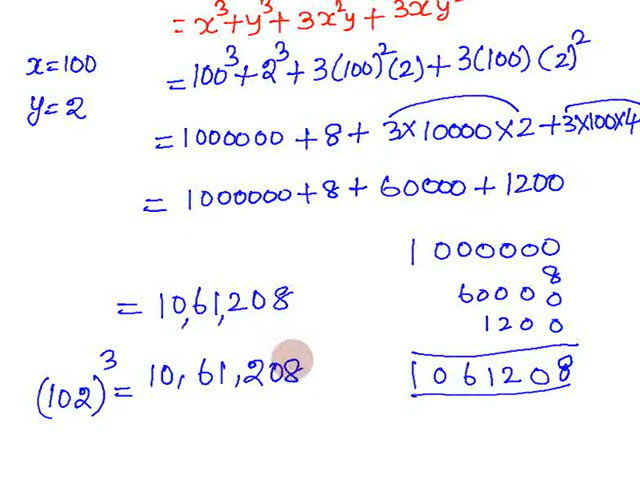 = x³+y³+ 3x²y + 3xy²
x=100
y=2
=100³+2³+3(100)²(2)+3(100)(2)²
=1000000 +8+ 3×10000×2+3×100×4
= 1000000+8+60000+1200
1 000000
8
60000
1200
1061208
= 10,61,208
(102)³= 10,61,208